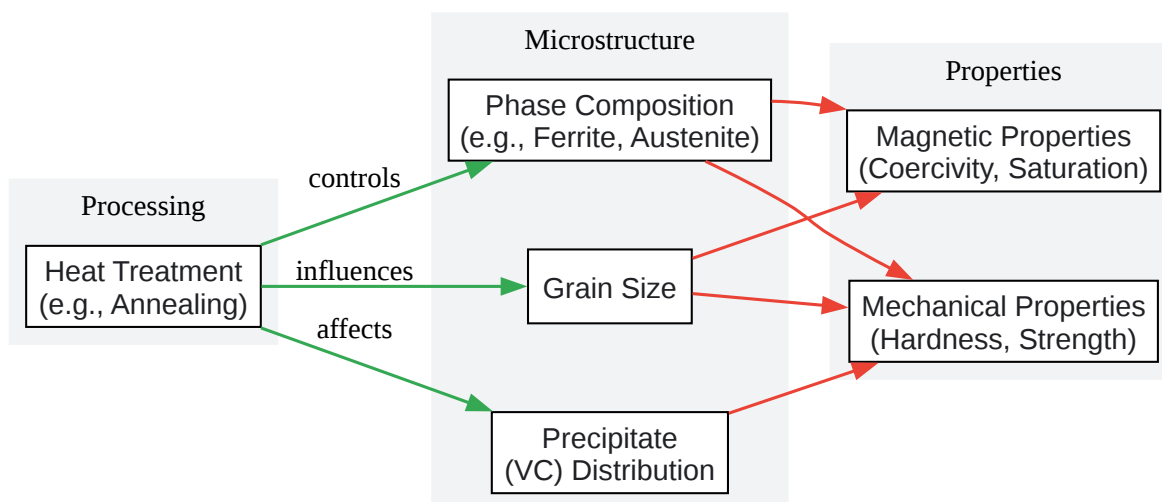 Processing
Heat Treatment
(e.g., Annealing)
controls
influences
affects
Microstructure
Phase Composition
(e.g., Ferrite, Austenite)
Grain Size
Precipitate
(VC) Distribution
Properties
Magnetic Properties
(Coercivity, Saturation)
Mechanical Properties
(Hardness, Strength)